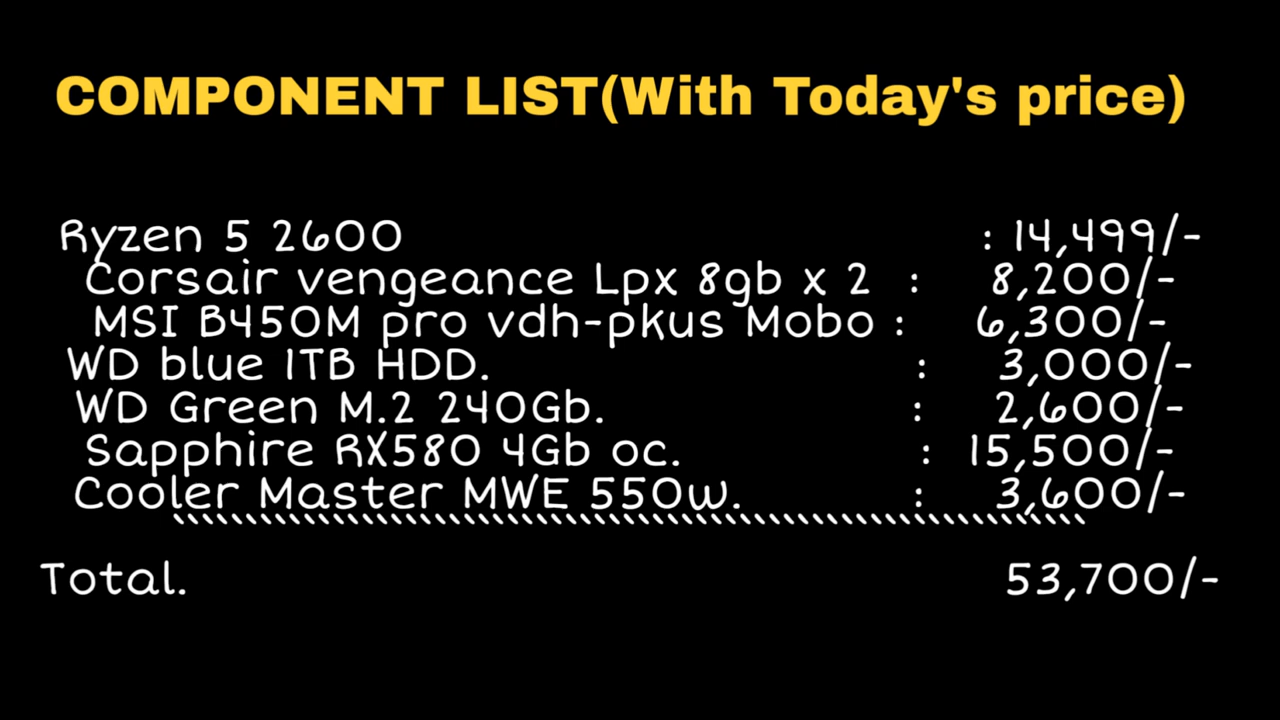 COMPONENT LIST(With Today's price)
Ryzen 5 2600 : 14,499/-
Corsair vengeance Lpx 8gb x 2 : 8,200/-
MSI B450M pro vdh-pkus Mobo : 6,300/-
WD blue 1TB HDD. : 3,000/-
WD Green M.2 240Gb. : 2,600/-
Sapphire RX580 4Gb oc. : 15,500/-
Cooler Master MWE 550w. : 3,600/-
Total. 53,700/-